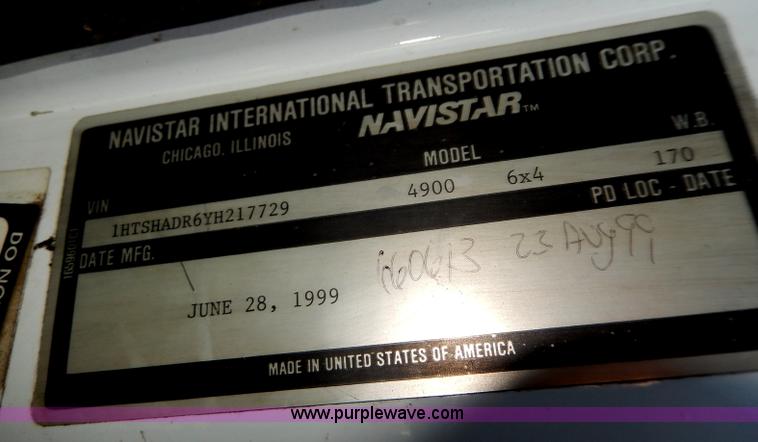 NAVISTAR INTERNATIONAL TRANSPORTATION CORP.
CHICAGO, ILLINOIS NAVISTAR™
VIN MODEL W.B.
1HTSHADR6YH217729 4900 6x4 170
DATE MFG. PD LOC - DATE
JUNE 28, 1999 23 Aug 99
MADE IN UNITED STATES OF AMERICA
DO NO
www.purplewave.com